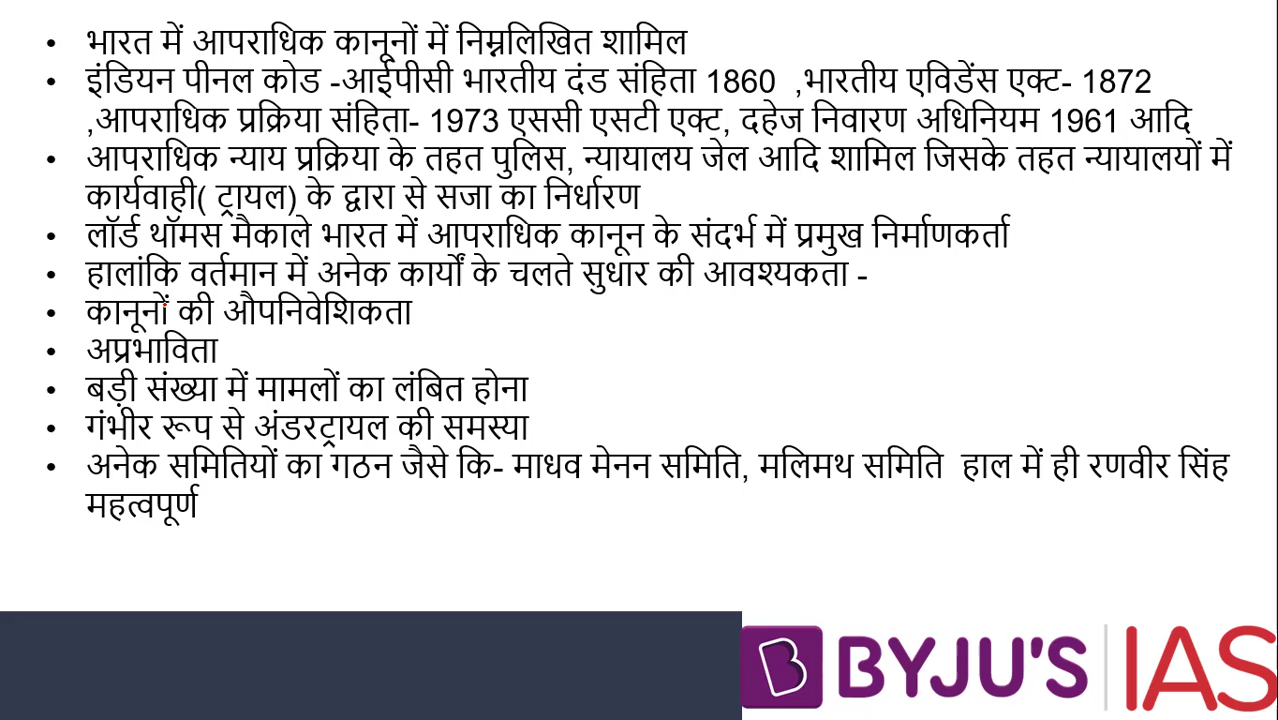 • भारत में आपराधिक कानूनों में निम्नलिखित शामिल
• इंडियन पीनल कोड -आईपीसी भारतीय दंड संहिता 1860 ,भारतीय एविडेंस एक्ट- 1872
,आपराधिक प्रक्रिया संहिता- 1973 एससी एसटी एक्ट, दहेज निवारण अधिनियम 1961 आदि
• आपराधिक न्याय प्रक्रिया के तहत पुलिस, न्यायालय जेल आदि शामिल जिसके तहत न्यायालयों में
कार्यवाही( ट्रायल) के द्वारा से सजा का निर्धारण
• लॉर्ड थॉमस मैकाले भारत में आपराधिक कानून के संदर्भ में प्रमुख निर्माणकर्ता
• हालांकि वर्तमान में अनेक कार्यों के चलते सुधार की आवश्यकता -
• कानूनों की औपनिवेशिकता
• अप्रभाविता
• बड़ी संख्या में मामलों का लंबित होना
• गंभीर रूप से अंडरट्रायल की समस्या
• अनेक समितियों का गठन जैसे कि- माधव मेनन समिति, मलिमथ समिति हाल में ही रणवीर सिंह
महत्वपूर्ण
BYJU'S IAS